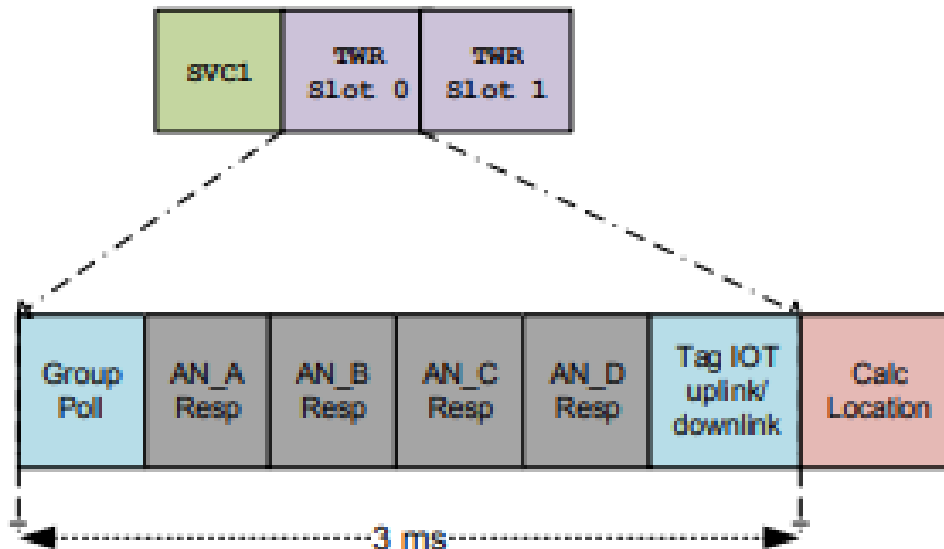 SVC1
TWR
Slot 0
TWR
Slot 1
Group
Poll
AN_A
Resp
AN_B
Resp
AN_C
Resp
AN_D
Resp
Tag IOT
uplink/
downlink
Calc
Location
3 ms